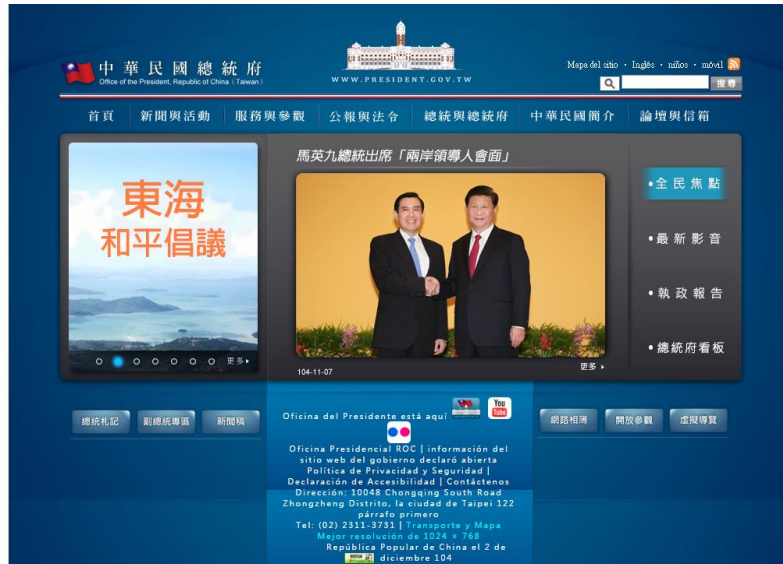 中華民國總統府
Office of the President, Republic of China (Taiwan)
WWW.PRESIDENT.GOV.TW
Mapa del sitio · Inglés · niños · móvil
搜尋
首頁 新聞與活動 服務與參觀 公報與法令 總統與總統府 中華民國簡介 論壇與信箱
東海
和平倡議
更多
馬英九總統出席「兩岸領導人會面」
104-11-07
更多
•全民焦點
•最新影音
•執政報告
•總統府看板
總統札記 副總統專區 新聞稿
Oficina del Presidente está aquí
You
Tube
網路相簿 開放參觀 虛擬導覽
Oficina Presidencial ROC | información del
sitio web del gobierno declaró abierta
Política de Privacidad y Seguridad |
Declaración de Accesibilidad | Contáctenos
Dirección: 10048 Chongqing South Road
Zhongzheng Distrito, la ciudad de Taipei 122
párrafo primero
Tel: (02) 2311-3731 | Transporte y Mapa
Mejor resolución de 1024 × 768
República Popular de China el 2 de
diciembre 104